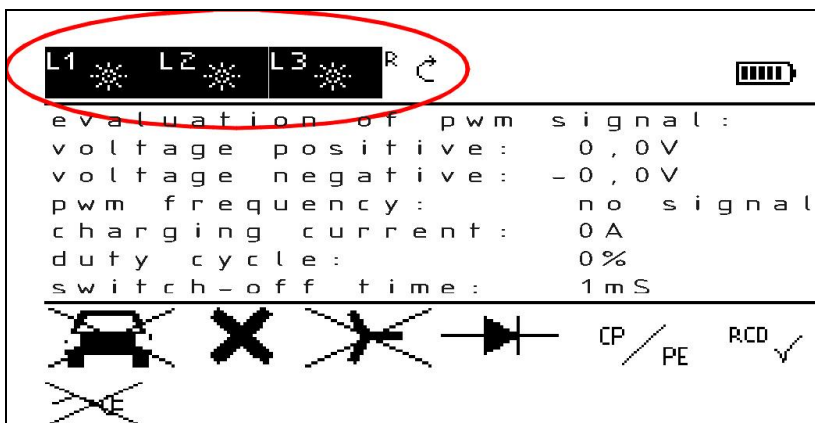 L1 L2 L3 R
evaluation of pwm signal:
voltage positive: 0,0V
voltage negative: -0,0V
pwm frequency: no signal
charging current: 0A
duty cycle: 0%
switch-off time: 1mS
CP/PE RCD